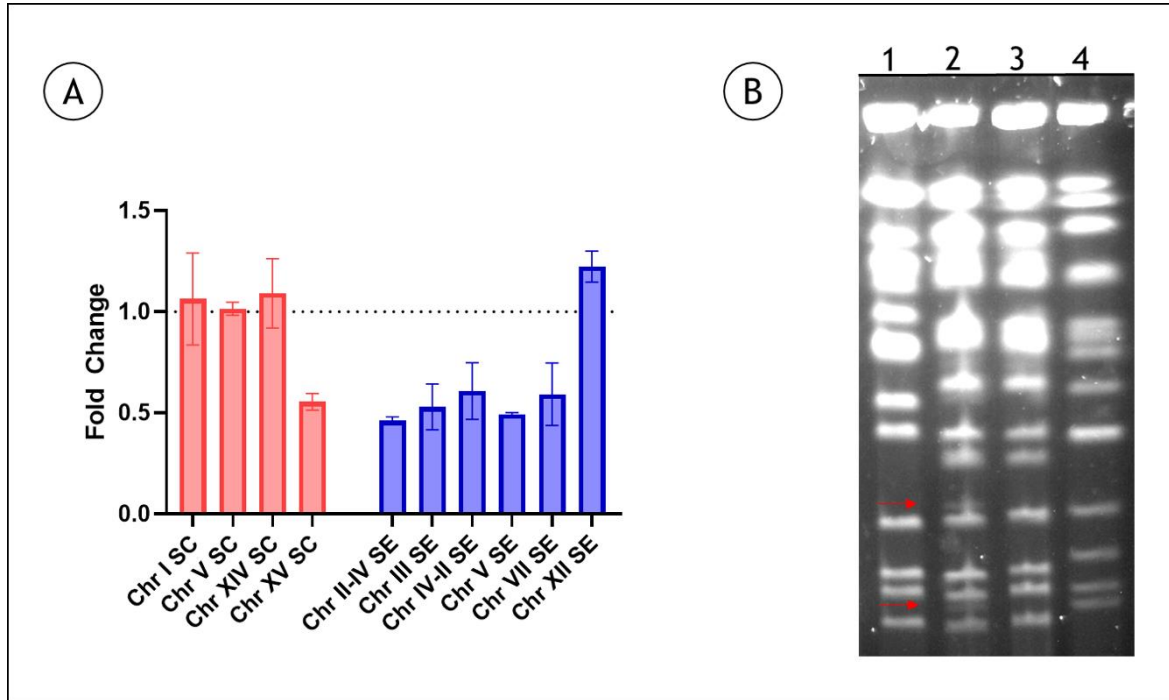 A
Fold Change
1.5
1.0
0.5
0.0
Chr I SC
Chr V SC
Chr XIV SC
Chr XV SC
Chr II-IV SE
Chr III SE
Chr IV-II SE
Chr V SE
Chr VII SE
Chr XII SE
B
1 2 3 4